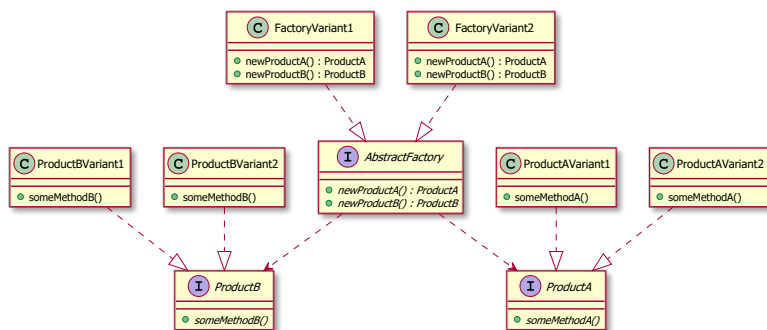 C FactoryVariant1
newProductA() : ProductA
newProductB() : ProductB
C FactoryVariant2
newProductA() : ProductA
newProductB() : ProductB
C ProductBVariant1
someMethodB()
C ProductBVariant2
someMethodB()
I AbstractFactory
newProductA() : ProductA
newProductB() : ProductB
C ProductAVariant1
someMethodA()
C ProductAVariant2
someMethodA()
I ProductB
someMethodB()
I ProductA
someMethodA()